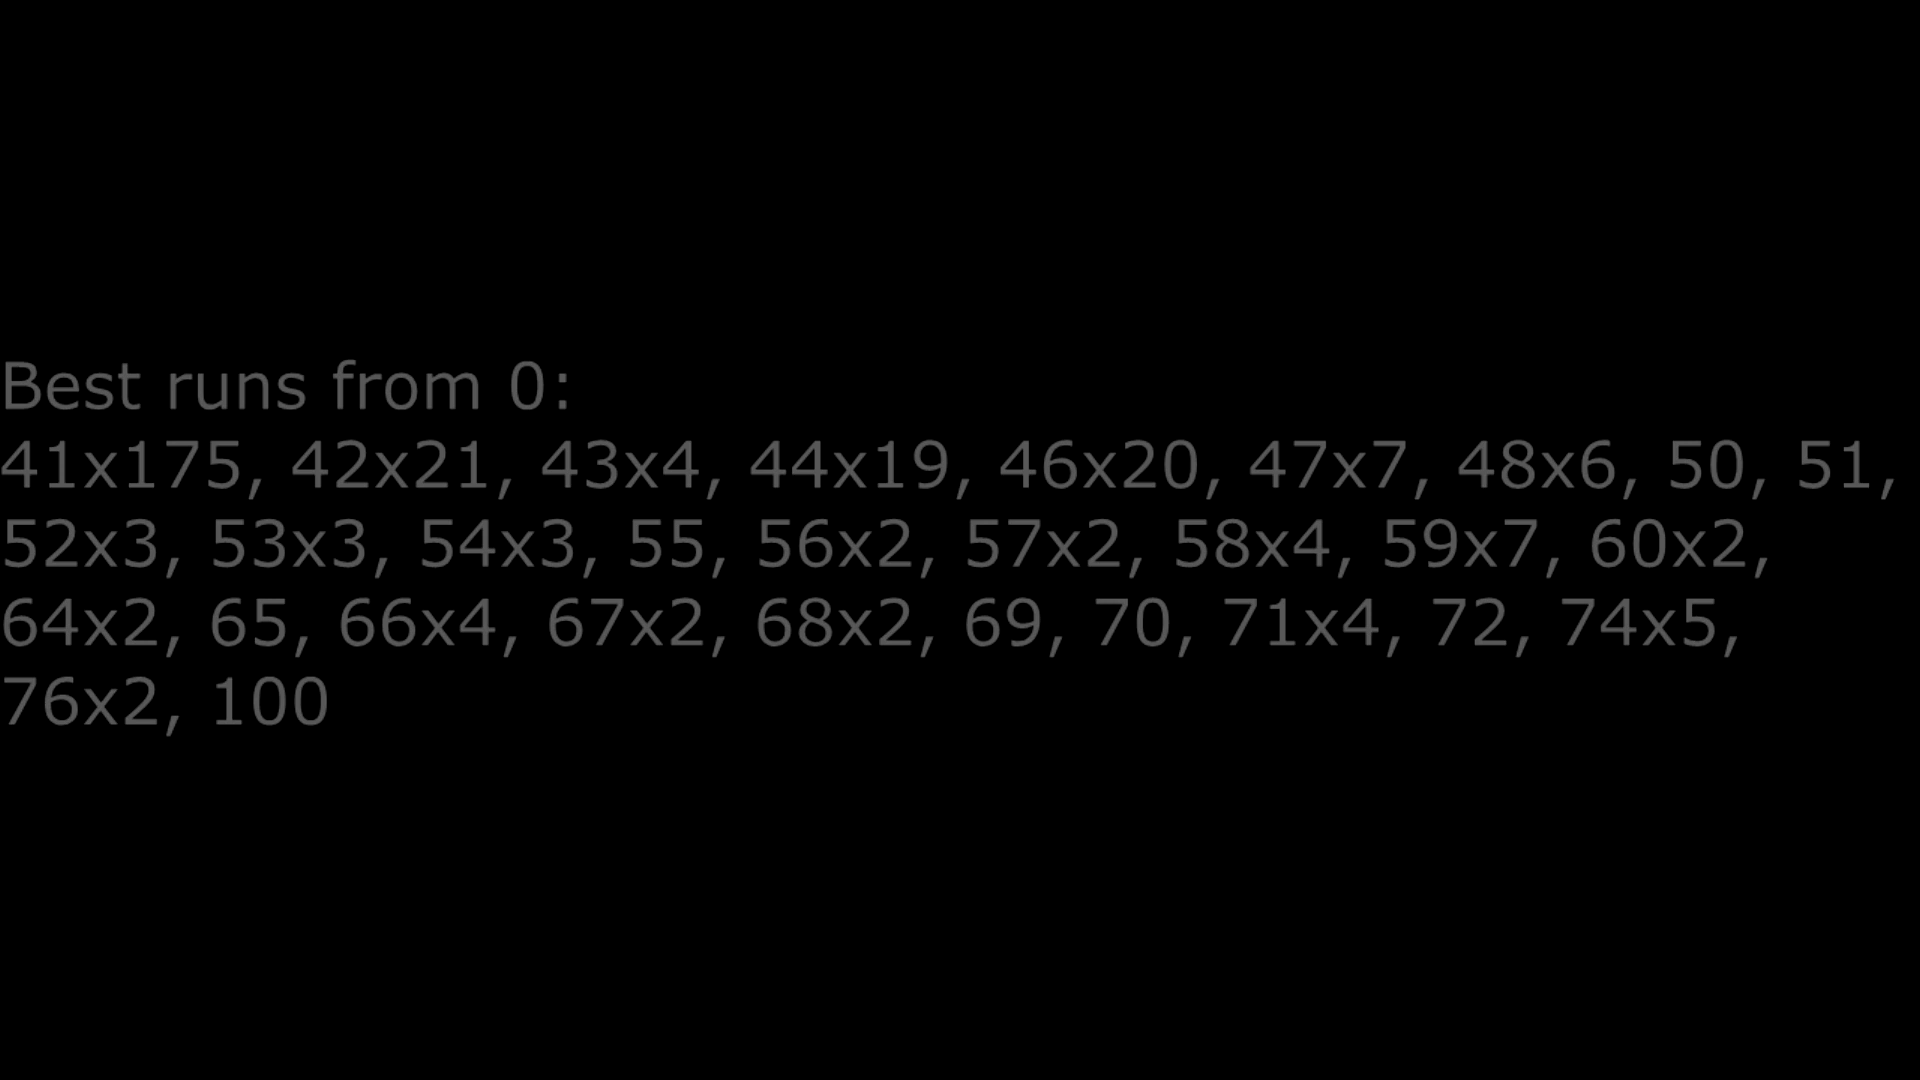 Best runs from 0:
41x175, 42x21, 43x4, 44x19, 46x20, 47x7, 48x6, 50, 51,
52x3, 53x3, 54x3, 55, 56x2, 57x2, 58x4, 59x7, 60x2,
64x2, 65, 66x4, 67x2, 68x2, 69, 70, 71x4, 72, 74x5,
76x2, 100